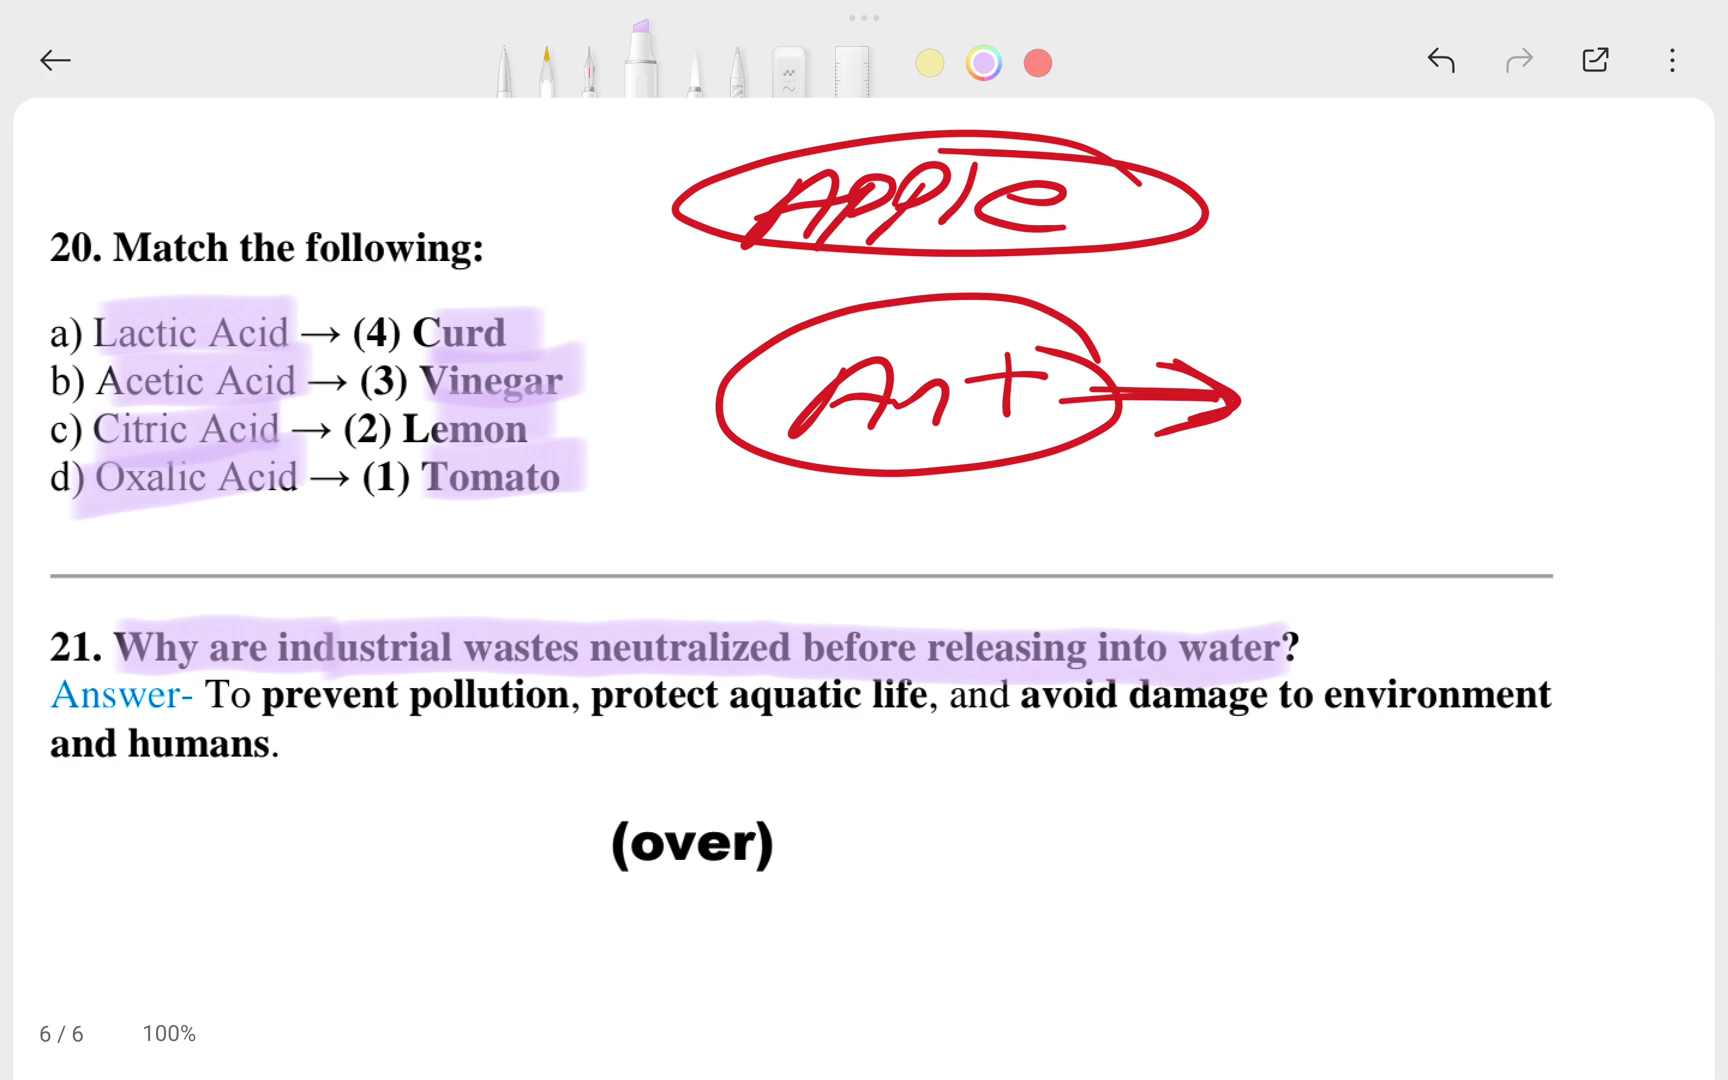 Apple
20. Match the following:
Ant
a) Lactic Acid → (4) Curd
b) Acetic Acid → (3) Vinegar
c) Citric Acid → (2) Lemon
d) Oxalic Acid → (1) Tomato
21. Why are industrial wastes neutralized before releasing into water?
Answer- To prevent pollution, protect aquatic life, and avoid damage to environment
and humans.
(over)
6 / 6 100%